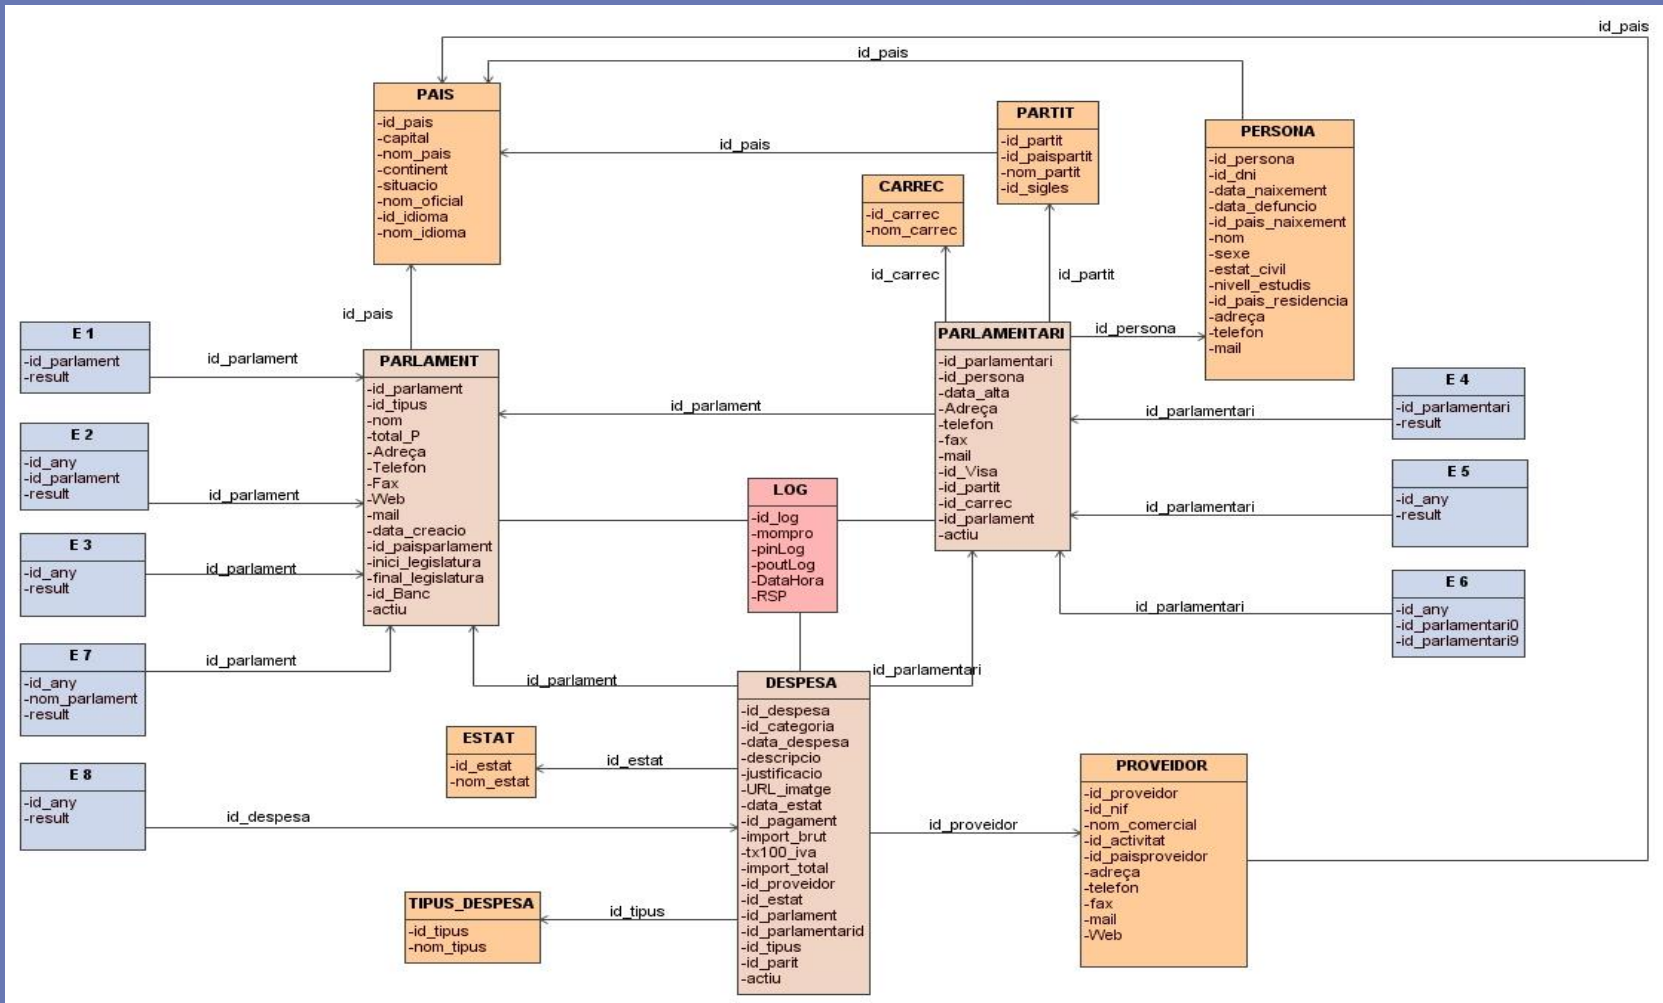 id_pais
id_pais
PAIS
-id_pais
-capital
-nom_pais
-continent
-situacio
-nom_oficial
-id_idioma
-nom_idioma
id_pais
PARTIT
-id_partit
-id_paispartit
-nom_partit
-id_sigles
PERSONA
-id_persona
-id_dni
-data_naixement
-data_defuncio
-id_pais_naixement
-nom
-sexe
-estat_civil
-nivell_estudis
-id_pais_residencia
-adreça
-telefon
-mail
CARREC
-id_carrec
-nom_carrec
id_carrec
id_partit
id_pais
E 1
-id_parlament
-result
id_parlament
PARLAMENT
-id_parlament
-id_tipus
-nom
-total_P
-Adreça
-Telefon
-Fax
-Web
-mail
-data_creacio
-id_paisparlament
-inici_legislatura
-final_legislatura
-id_Banc
-actiu
PARLAMENTARI
-id_parlamentari
-id_persona
-data_alta
-Adreça
-telefon
-fax
-mail
-id_Visa
-id_partit
-id_carrec
-id_parlament
-actiu
id_persona
E 4
-id_parlamentari
-result
id_parlamentari
id_parlament
E 2
-id_any
-id_parlament
-result
id_parlament
LOG
-id_log
-mompro
-pinLog
-poutLog
-DataHora
-RSP
E 5
-id_any
-result
id_parlamentari
E 3
-id_any
-result
id_parlament
E 6
-id_any
-id_parlamentari0
-id_parlamentari9
id_parlamentari
E 7
-id_any
-nom_parlament
-result
id_parlament
id_parlament
id_parlamentari
DESPESA
-id_despesa
-id_categoria
-data_despesa
-descripcio
-justificacio
-URL_imatge
-data_estat
-id_pagament
-import_brut
-tx100_iva
-import_total
-id_proveidor
-id_estat
-id_parlament
-id_parlamentarid
-id_tipus
-id_parit
-actiu
ESTAT
-id_estat
-nom_estat
id_estat
E 8
-id_any
-result
id_despesa
PROVEIDOR
-id_proveidor
-id_nif
-nom_comercial
-id_activitat
-id_paisproveidor
-adreça
-telefon
-fax
-mail
-Web
id_proveidor
TIPUS_DESPESA
-id_tipus
-nom_tipus
id_tipus